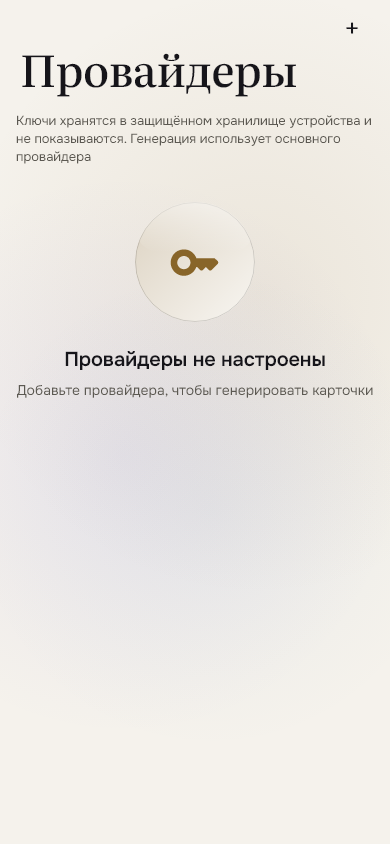 +
Провайдеры
Ключи хранятся в защищённом хранилище устройства и
не показываются. Генерация использует основного
провайдера
Провайдеры не настроены
Добавьте провайдера, чтобы генерировать карточки